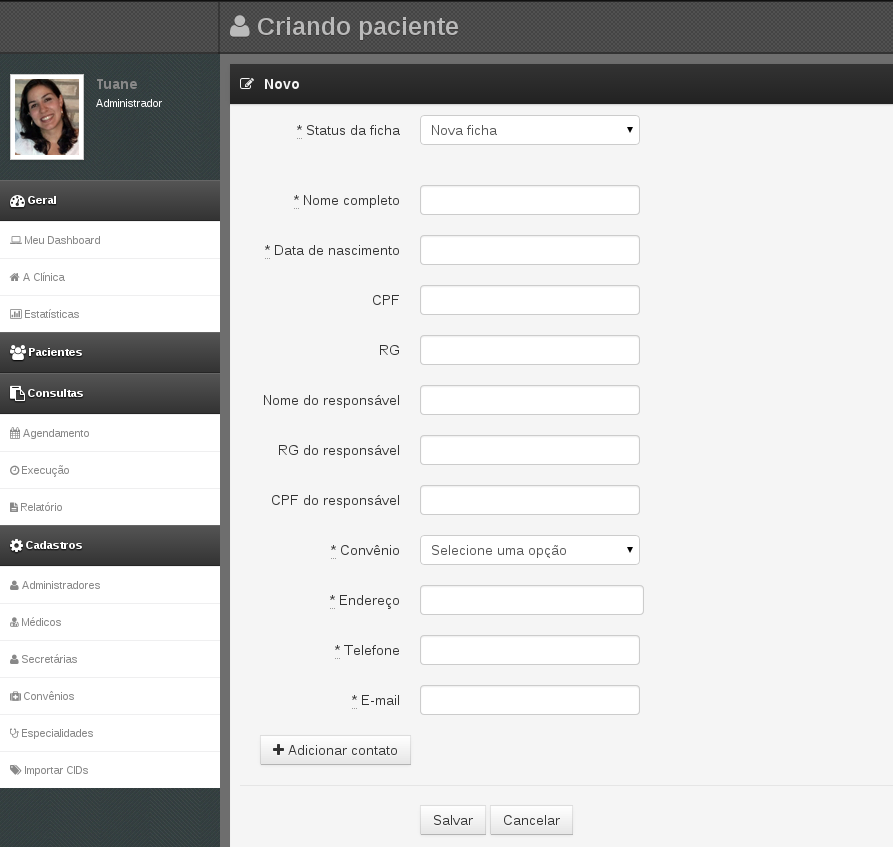 Criando paciente
Tuane
Administrador
Geral
Meu Dashboard
A Clínica
Estatísticas
Pacientes
Consultas
Agendamento
Execução
Relatório
Cadastros
Administradores
Médicos
Secretárias
Convênios
Especialidades
Importar CIDs
Novo
* Status da ficha Nova ficha
* Nome completo
* Data de nascimento
CPF
RG
Nome do responsável
RG do responsável
CPF do responsável
* Convênio Selecione uma opção
* Endereço
* Telefone
* E-mail
+ Adicionar contato
Salvar Cancelar